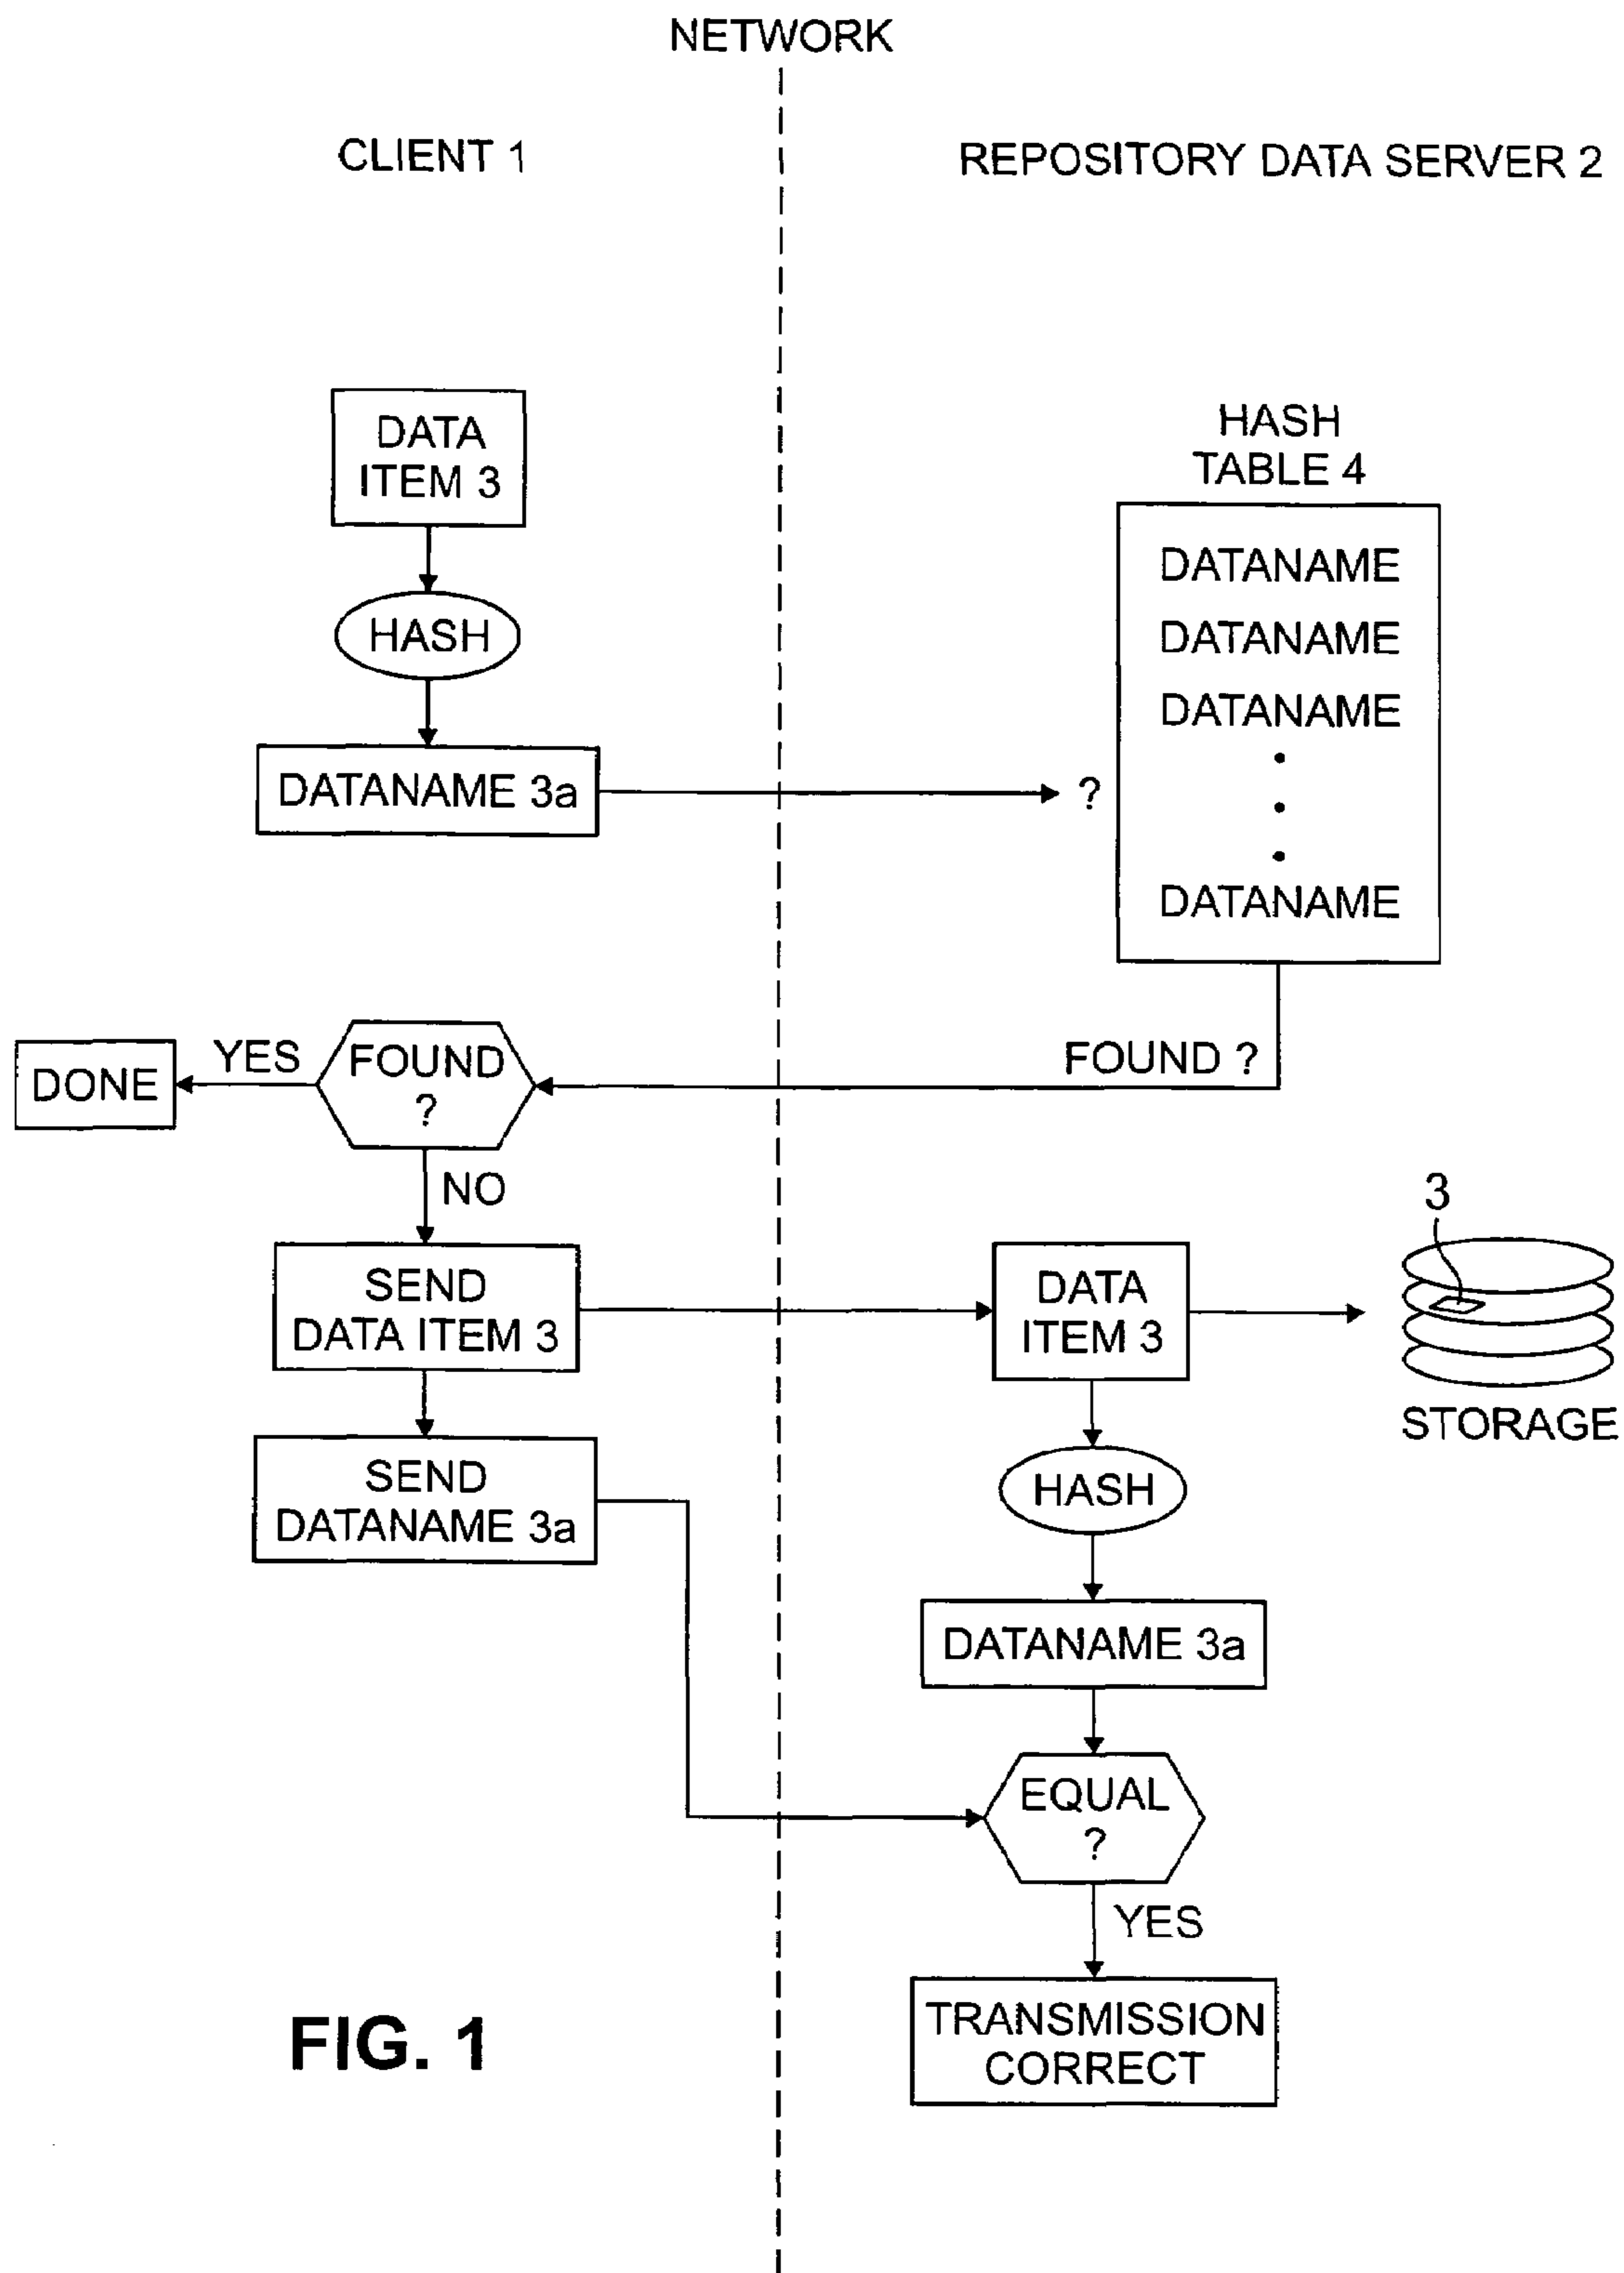 NETWORK
CLIENT 1
REPOSITORY DATA SERVER 2
DATA
ITEM 3
HASH
DATANAME 3a
?
HASH
TABLE 4
DATANAME
DATANAME
DATANAME
DATANAME
FOUND ?
FOUND
?
YES
DONE
NO
SEND
DATA ITEM 3
DATA
ITEM 3
3
STORAGE
SEND
DATANAME 3a
HASH
DATANAME 3a
EQUAL
?
YES
TRANSMISSION
CORRECT
FIG. 1